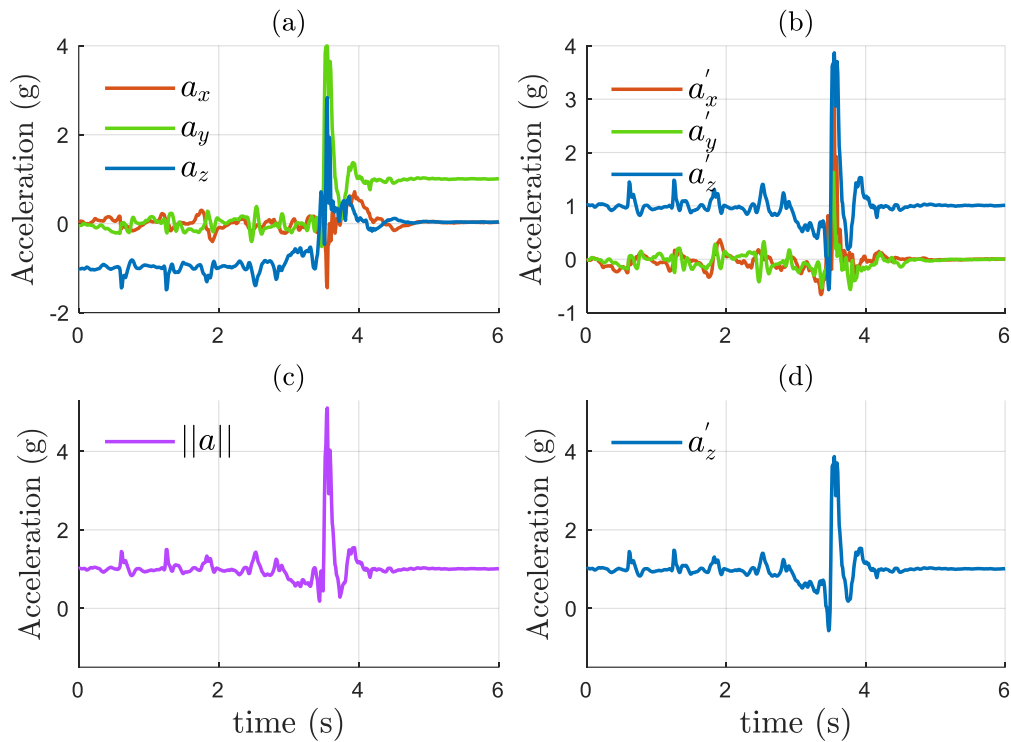 (a)
Acceleration (g)
4
2
0
-2
a_x
a_y
a_z
0 2 4 6
(b)
Acceleration (g)
4
3
2
1
0
-1
a'_x
a'_y
a'_z
0 2 4 6
(c)
Acceleration (g)
4
2
0
||a||
0 2 4 6
time (s)
(d)
Acceleration (g)
4
2
0
a'_z
0 2 4 6
time (s)